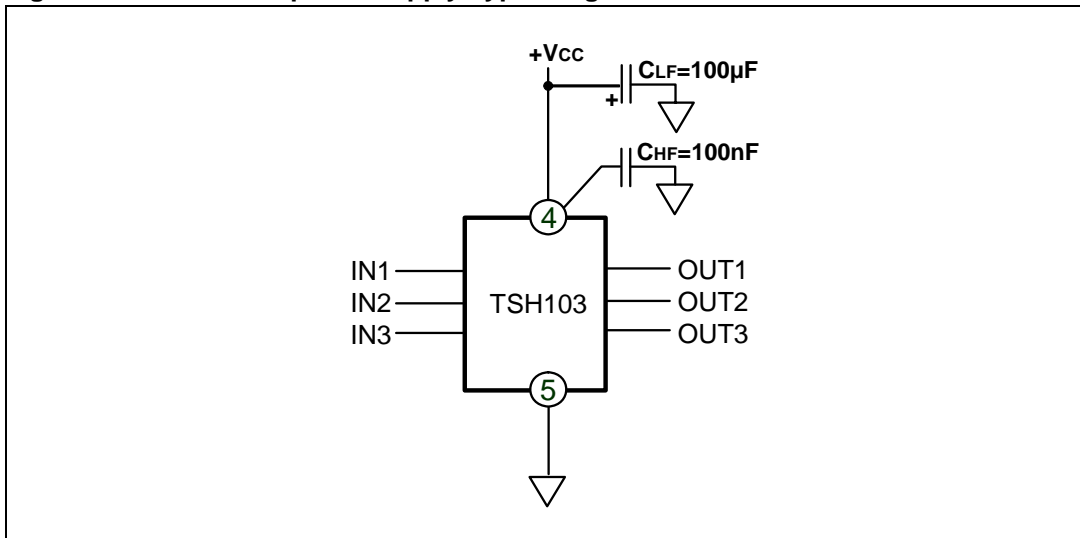 +VCC
CLF=100µF
+
CHF=100nF
4
IN1
OUT1
IN2
TSH103
OUT2
IN3
OUT3
5